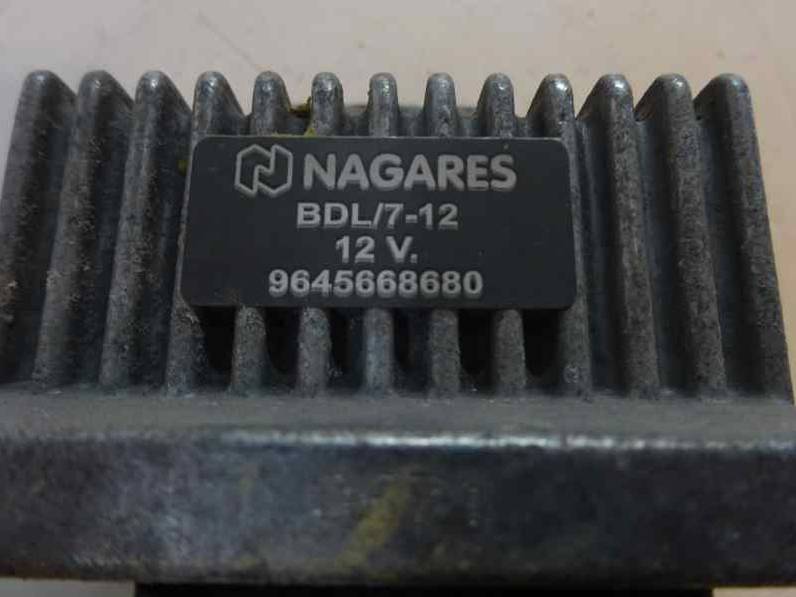 NAGARES
BDL/7-12
12 V.
9645668680